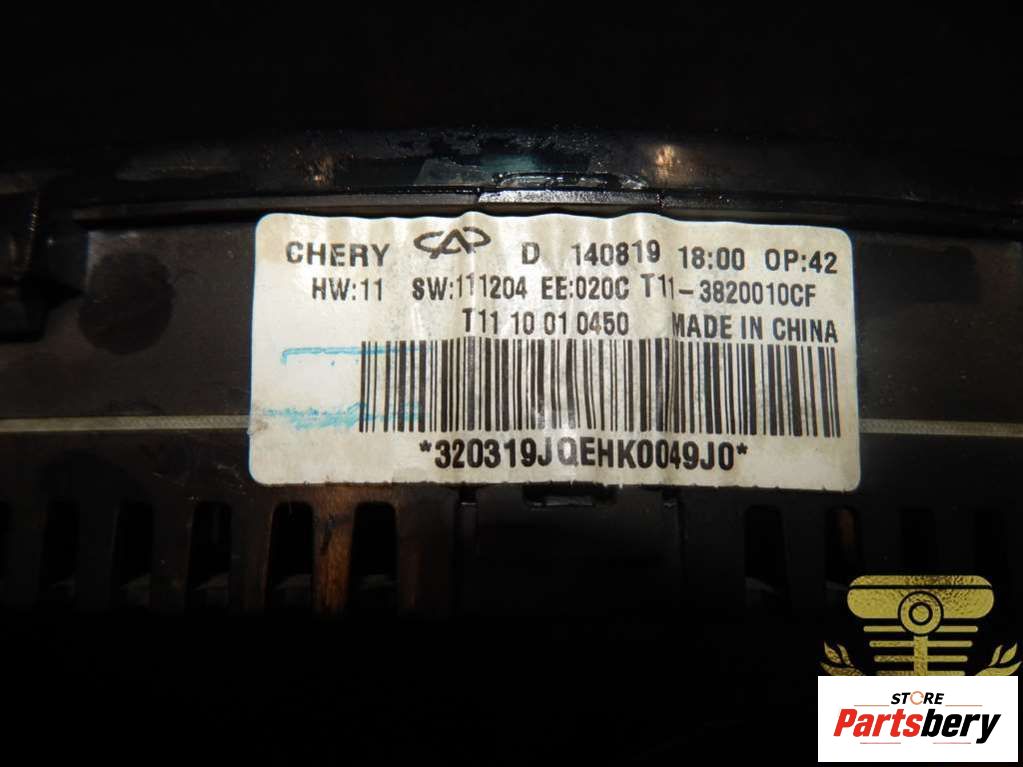 CHERY D 140819 18:00 OP:42
HW:11 SW:111204 EE:020C T11-3820010CF
T11 10 01 0450 MADE IN CHINA
*320319JQEHK0049J0*
STORE
Partsbery